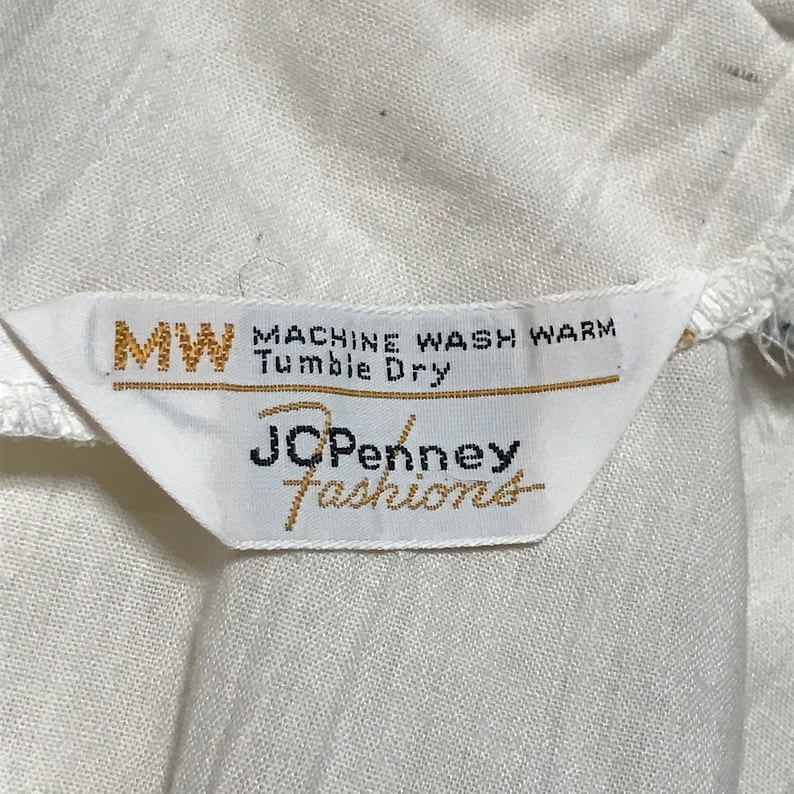 MW MACHINE WASH WARM
Tumble Dry
JCPenney
Fashions